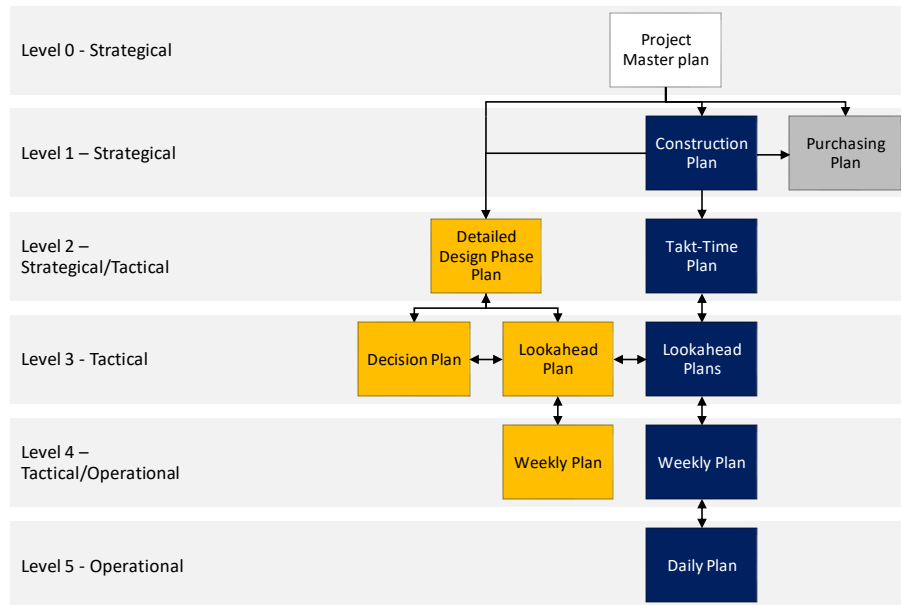 Level 0 - Strategical
Project
Master plan
Level 1 – Strategical
Construction
Plan
Purchasing
Plan
Level 2 –
Strategical/Tactical
Detailed
Design Phase
Plan
Takt-Time
Plan
Level 3 - Tactical
Decision Plan
Lookahead
Plan
Lookahead
Plans
Level 4 –
Tactical/Operational
Weekly Plan
Weekly Plan
Level 5 - Operational
Daily Plan